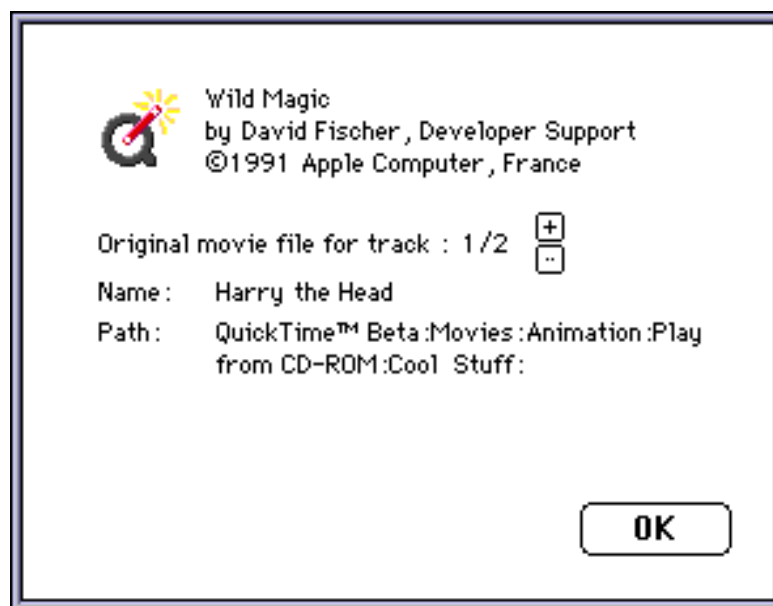 Wild Magic
by David Fischer, Developer Support
©1991 Apple Computer, France
Original movie file for track : 1/2 +
--
Name: Harry the Head
Path: QuickTime™ Beta:Movies:Animation:Play
from CD-ROM:Cool Stuff:
OK